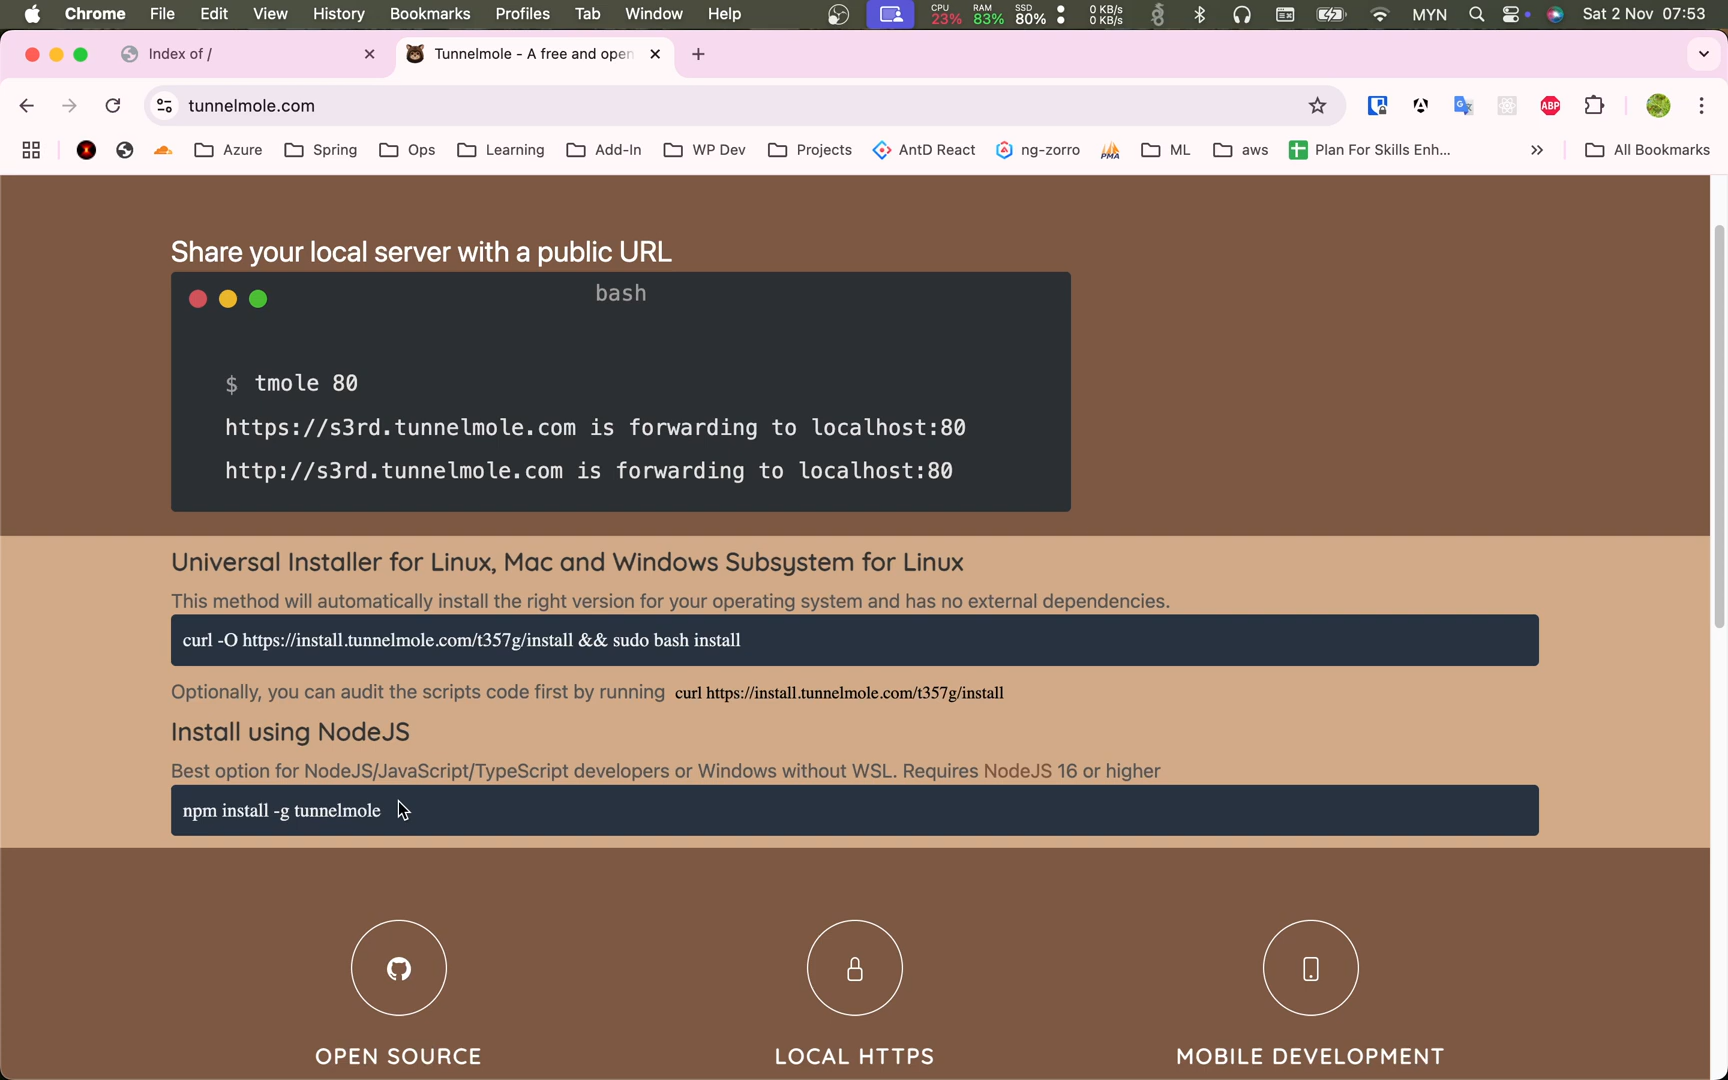 Chrome File Edit View History Bookmarks Profiles Tab Window Help CPU 23% RAM 83% SSD 80% 0 KB/s 0 KB/s MYN Sat 2 Nov 07:53
Index of / Tunnelmole - A free and open
tunnelmole.com ABP
Azure Spring Ops Learning Add-In WP Dev Projects AntD React ng-zorro PMA ML aws Plan For Skills Enh... All Bookmarks
Share your local server with a public URL
bash
$ tmole 80
https://s3rd.tunnelmole.com is forwarding to localhost:80
http://s3rd.tunnelmole.com is forwarding to localhost:80
Universal Installer for Linux, Mac and Windows Subsystem for Linux
This method will automatically install the right version for your operating system and has no external dependencies.
curl -O https://install.tunnelmole.com/t357g/install && sudo bash install
Optionally, you can audit the scripts code first by running curl https://install.tunnelmole.com/t357g/install
Install using NodeJS
Best option for NodeJS/JavaScript/TypeScript developers or Windows without WSL. Requires NodeJS 16 or higher
npm install -g tunnelmole
OPEN SOURCE LOCAL HTTPS MOBILE DEVELOPMENT